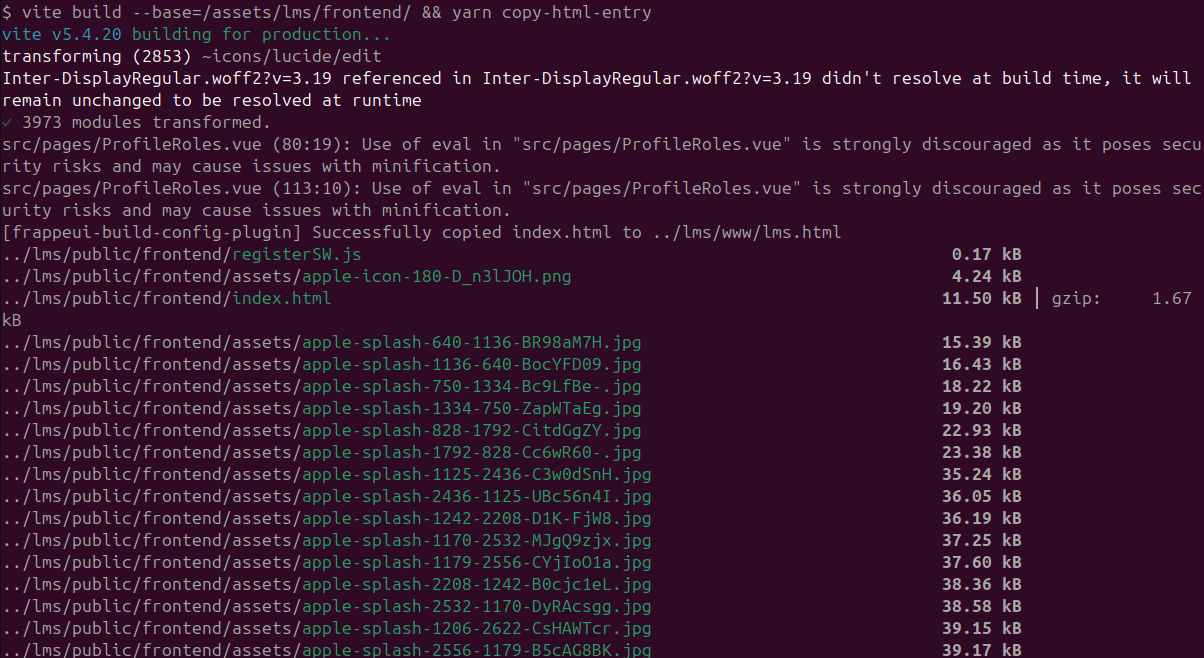 $ vite build --base=/assets/lms/frontend/ && yarn copy-html-entry
vite v5.4.20 building for production...
transforming (2853) ~icons/lucide/edit
Inter-DisplayRegular.woff2?v=3.19 referenced in Inter-DisplayRegular.woff2?v=3.19 didn't resolve at build time, it will
remain unchanged to be resolved at runtime
✓ 3973 modules transformed.
src/pages/ProfileRoles.vue (80:19): Use of eval in "src/pages/ProfileRoles.vue" is strongly discouraged as it poses secu
rity risks and may cause issues with minification.
src/pages/ProfileRoles.vue (113:10): Use of eval in "src/pages/ProfileRoles.vue" is strongly discouraged as it poses sec
urity risks and may cause issues with minification.
[frappeui-build-config-plugin] Successfully copied index.html to ../lms/www/lms.html
../lms/public/frontend/registerSW.js 0.17 kB
../lms/public/frontend/assets/apple-icon-180-D_n3lJOH.png 4.24 kB
../lms/public/frontend/index.html 11.50 kB │ gzip: 1.67
kB
../lms/public/frontend/assets/apple-splash-640-1136-BR98aM7H.jpg 15.39 kB
../lms/public/frontend/assets/apple-splash-1136-640-BocYFD09.jpg 16.43 kB
../lms/public/frontend/assets/apple-splash-750-1334-Bc9LfBe-.jpg 18.22 kB
../lms/public/frontend/assets/apple-splash-1334-750-ZapWTaEg.jpg 19.20 kB
../lms/public/frontend/assets/apple-splash-828-1792-CitdGgZY.jpg 22.93 kB
../lms/public/frontend/assets/apple-splash-1792-828-Cc6wR60-.jpg 23.38 kB
../lms/public/frontend/assets/apple-splash-1125-2436-C3w0dSnH.jpg 35.24 kB
../lms/public/frontend/assets/apple-splash-2436-1125-UBc56n4I.jpg 36.05 kB
../lms/public/frontend/assets/apple-splash-1242-2208-D1K-FjW8.jpg 36.19 kB
../lms/public/frontend/assets/apple-splash-1170-2532-MJgQ9zjx.jpg 37.25 kB
../lms/public/frontend/assets/apple-splash-1179-2556-CYjIoO1a.jpg 37.60 kB
../lms/public/frontend/assets/apple-splash-2208-1242-B0cjc1eL.jpg 38.36 kB
../lms/public/frontend/assets/apple-splash-2532-1170-DyRAcsgg.jpg 38.58 kB
../lms/public/frontend/assets/apple-splash-1206-2622-CsHAWTcr.jpg 39.15 kB
../lms/public/frontend/assets/apple-splash-2556-1179-B5cAG8BK.jpg 39.17 kB